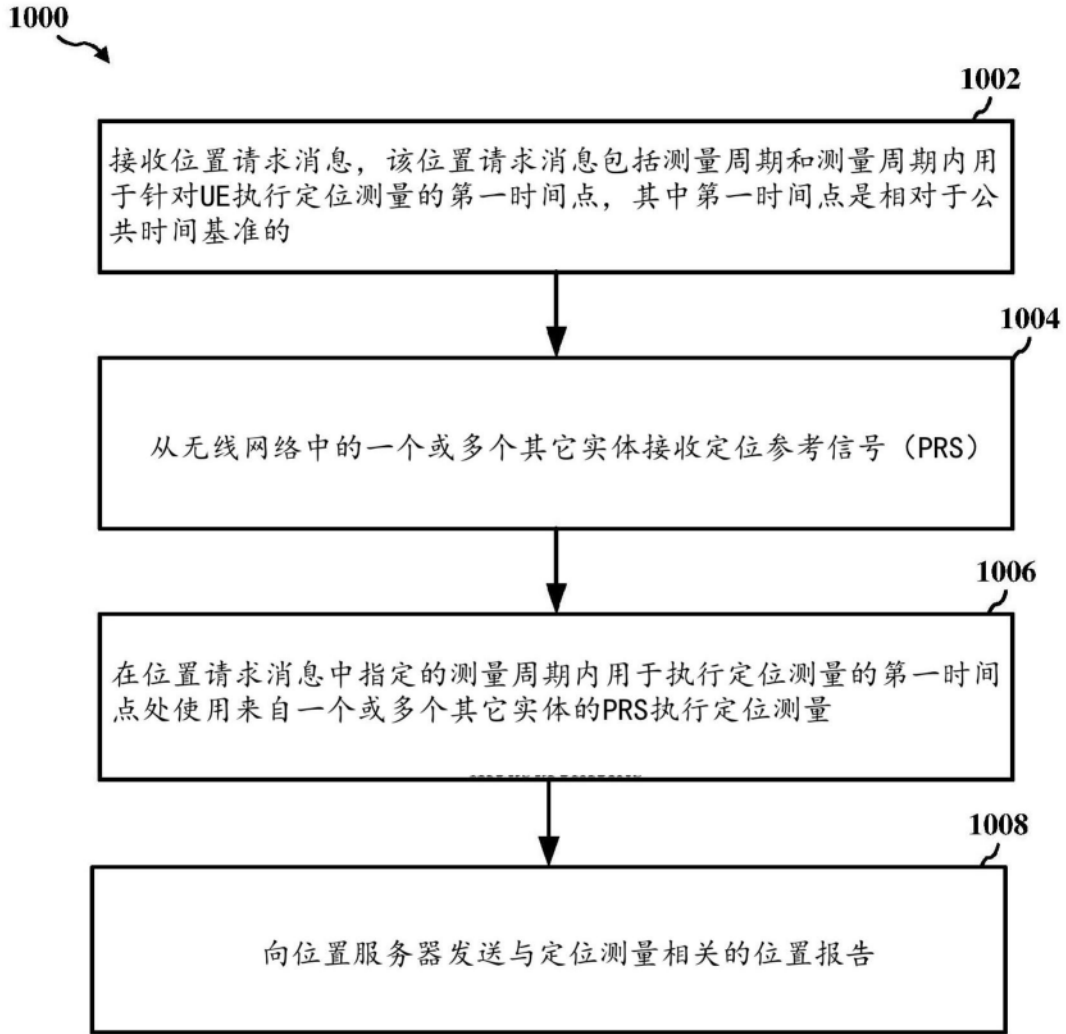 1000
1002
接收位置请求消息，该位置请求消息包括测量周期和测量周期内用
于针对UE执行定位测量的第一时间点，其中第一时间点是相对于公
共时间基准的
1004
从无线网络中的一个或多个其它实体接收定位参考信号（PRS）
1006
在位置请求消息中指定的测量周期内用于执行定位测量的第一时间
点处使用来自一个或多个其它实体的PRS执行定位测量
1008
向位置服务器发送与定位测量相关的位置报告